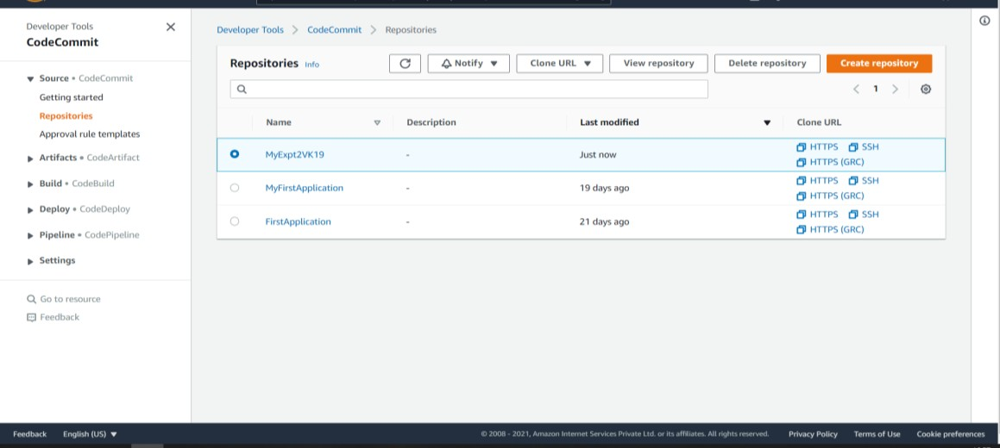 Developer Tools
CodeCommit
Source • CodeCommit
Getting started
Repositories
Approval rule templates
Artifacts • CodeArtifact
Build • CodeBuild
Deploy • CodeDeploy
Pipeline • CodePipeline
Settings
Go to resource
Feedback
Developer Tools > CodeCommit > Repositories
Repositories Info
Notify
Clone URL
View repository
Delete repository
Create repository
1
Name Description Last modified Clone URL
MyExpt2VK19 - Just now HTTPS SSH
HTTPS (GRC)
MyFirstApplication - 19 days ago HTTPS SSH
HTTPS (GRC)
FirstApplication - 21 days ago HTTPS SSH
HTTPS (GRC)
Feedback English (US) © 2008 - 2021, Amazon Internet Services Private Ltd. or its affiliates. All rights reserved. Privacy Policy Terms of Use Cookie preferences